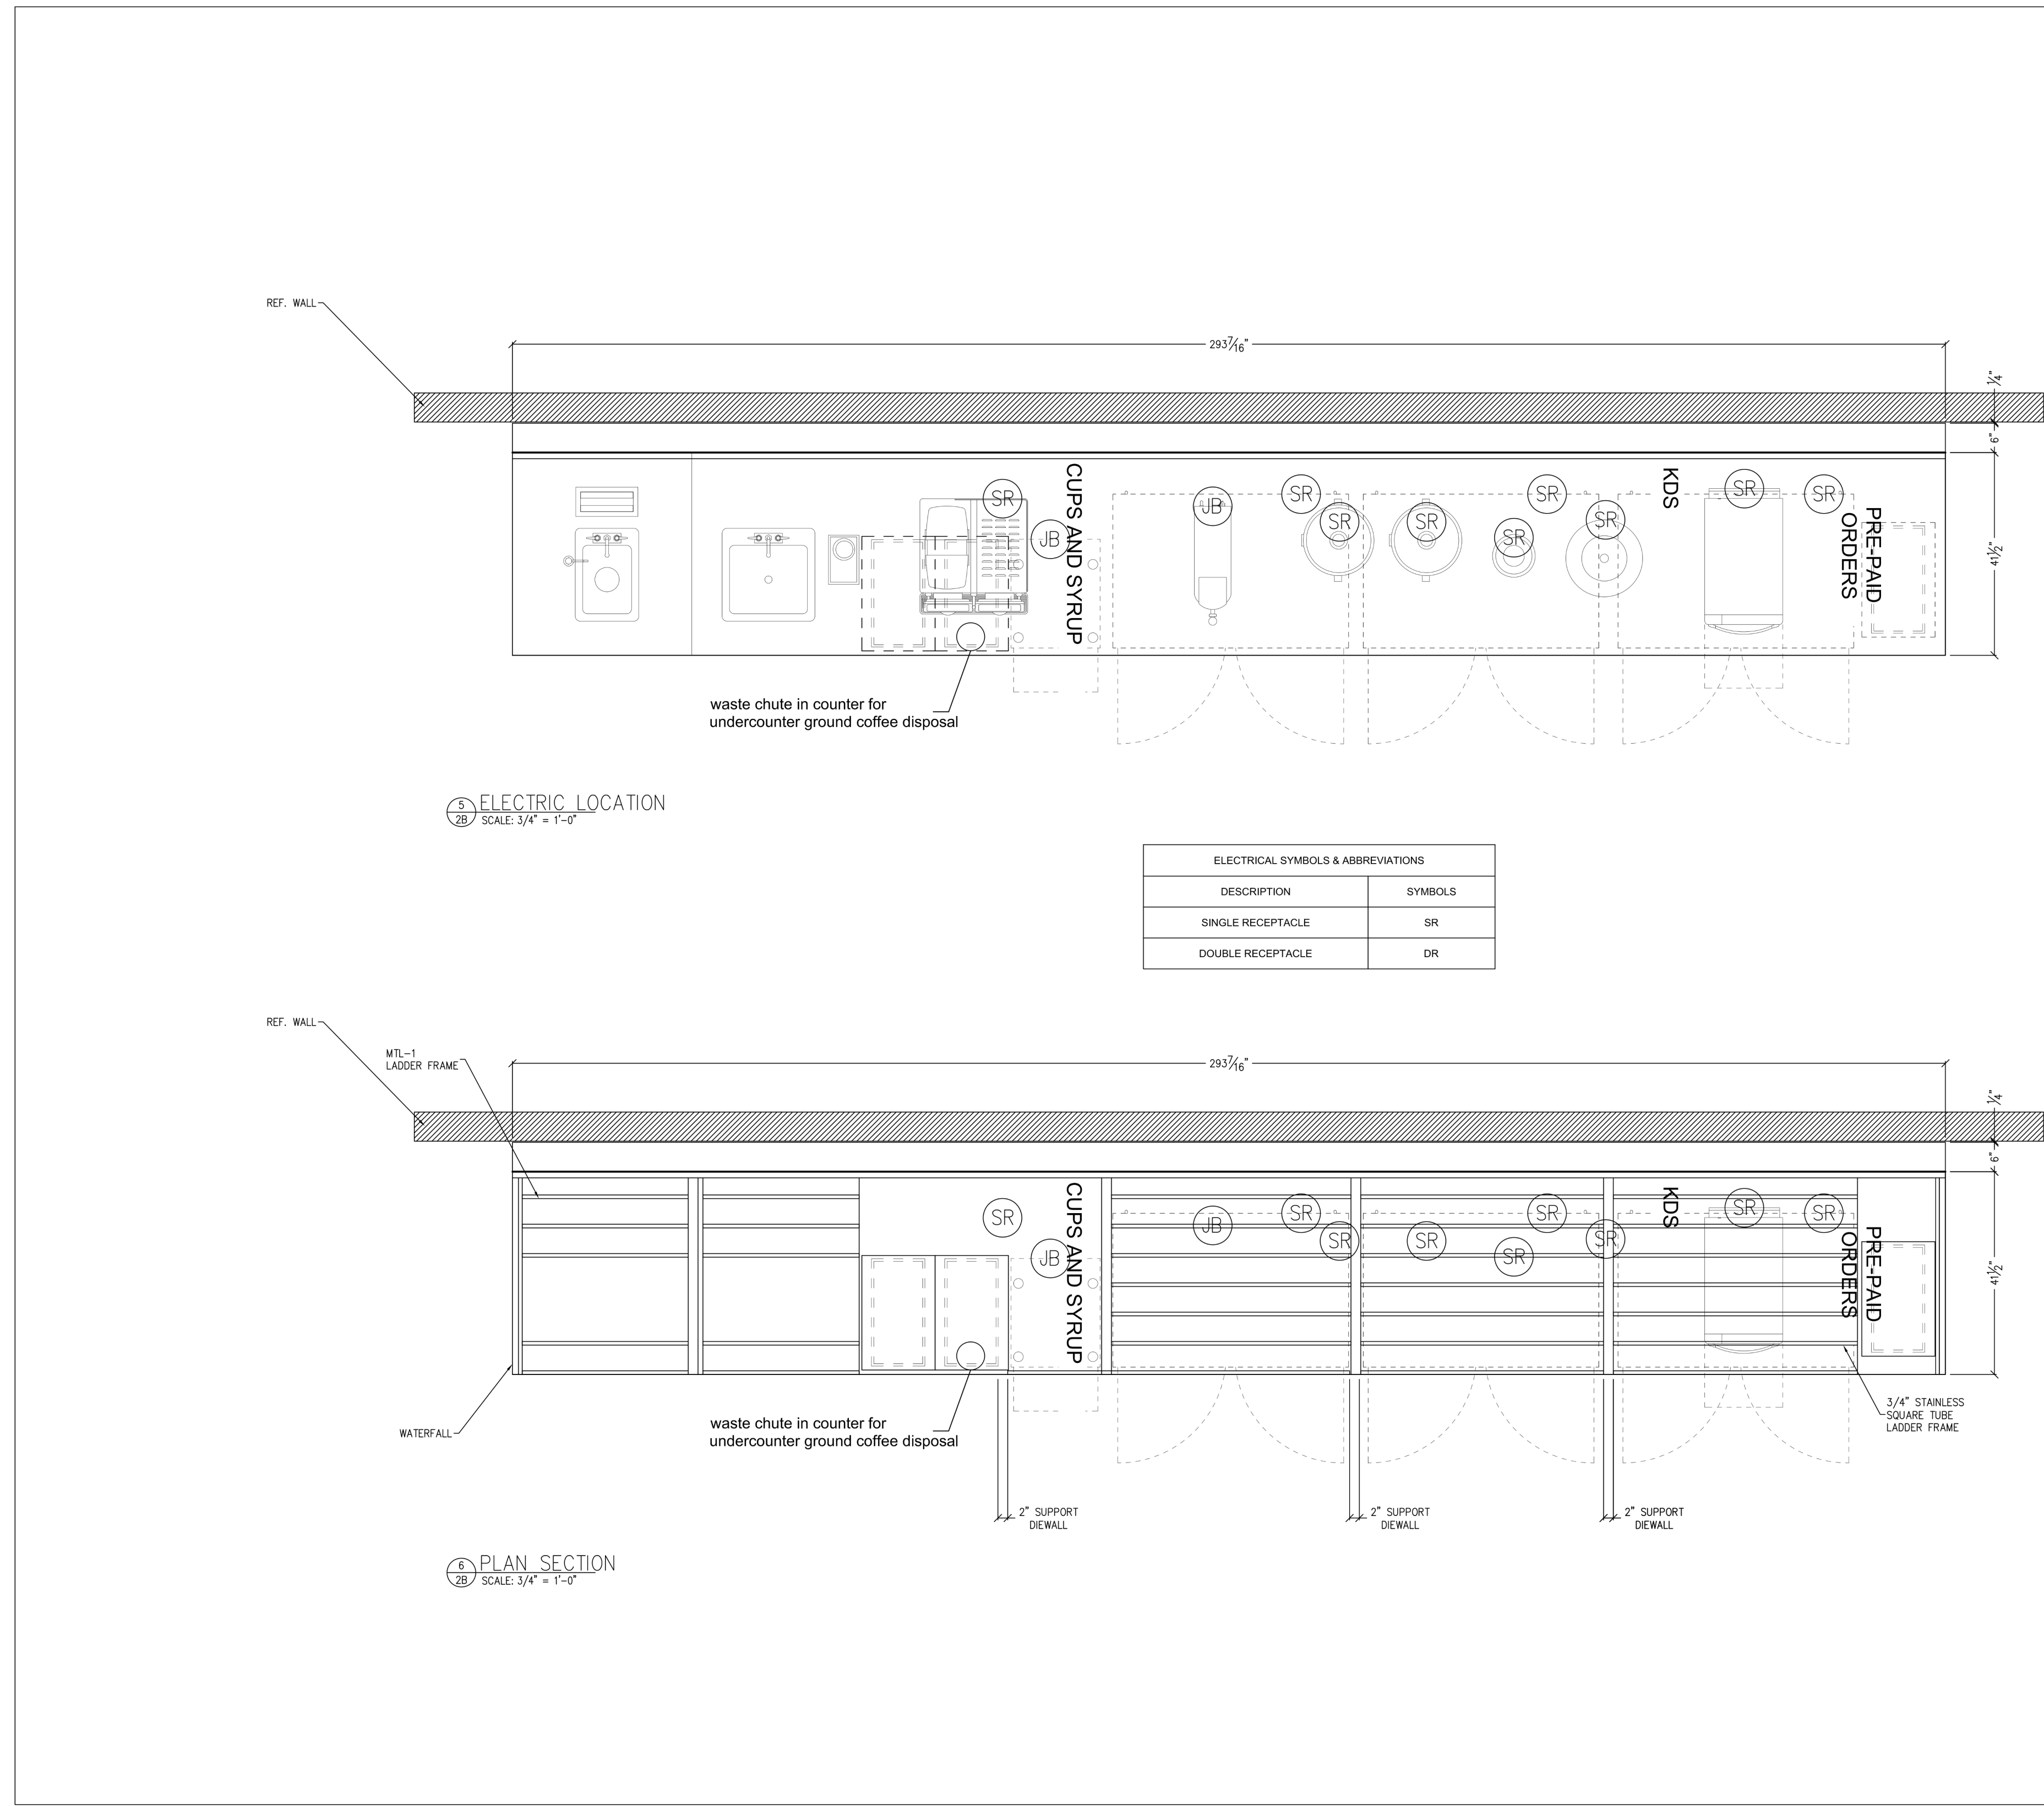 REF. WALL
293 7/16"
1/4"
6"
41 1/2"
CUPS AND SYRUP
KDS
PRE-PAID
ORDERS
SR
JB
JB
SR
SR
SR
SR
SR
SR
SR
SR
waste chute in counter for
undercounter ground coffee disposal
5
2B
ELECTRIC LOCATION
SCALE: 3/4" = 1'-0"
ELECTRICAL SYMBOLS & ABBREVIATIONS
DESCRIPTION SYMBOLS
SINGLE RECEPTACLE SR
DOUBLE RECEPTACLE DR
REF. WALL
MTL-1
LADDER FRAME
293 7/16"
1/4"
6"
41 1/2"
CUPS AND SYRUP
KDS
PRE-PAID
ORDERS
SR
JB
JB
SR
SR
SR
SR
SR
SR
SR
SR
WATERFALL
waste chute in counter for
undercounter ground coffee disposal
3/4" STAINLESS
SQUARE TUBE
LADDER FRAME
2" SUPPORT
DIEWALL
2" SUPPORT
DIEWALL
2" SUPPORT
DIEWALL
6
2B
PLAN SECTION
SCALE: 3/4" = 1'-0"